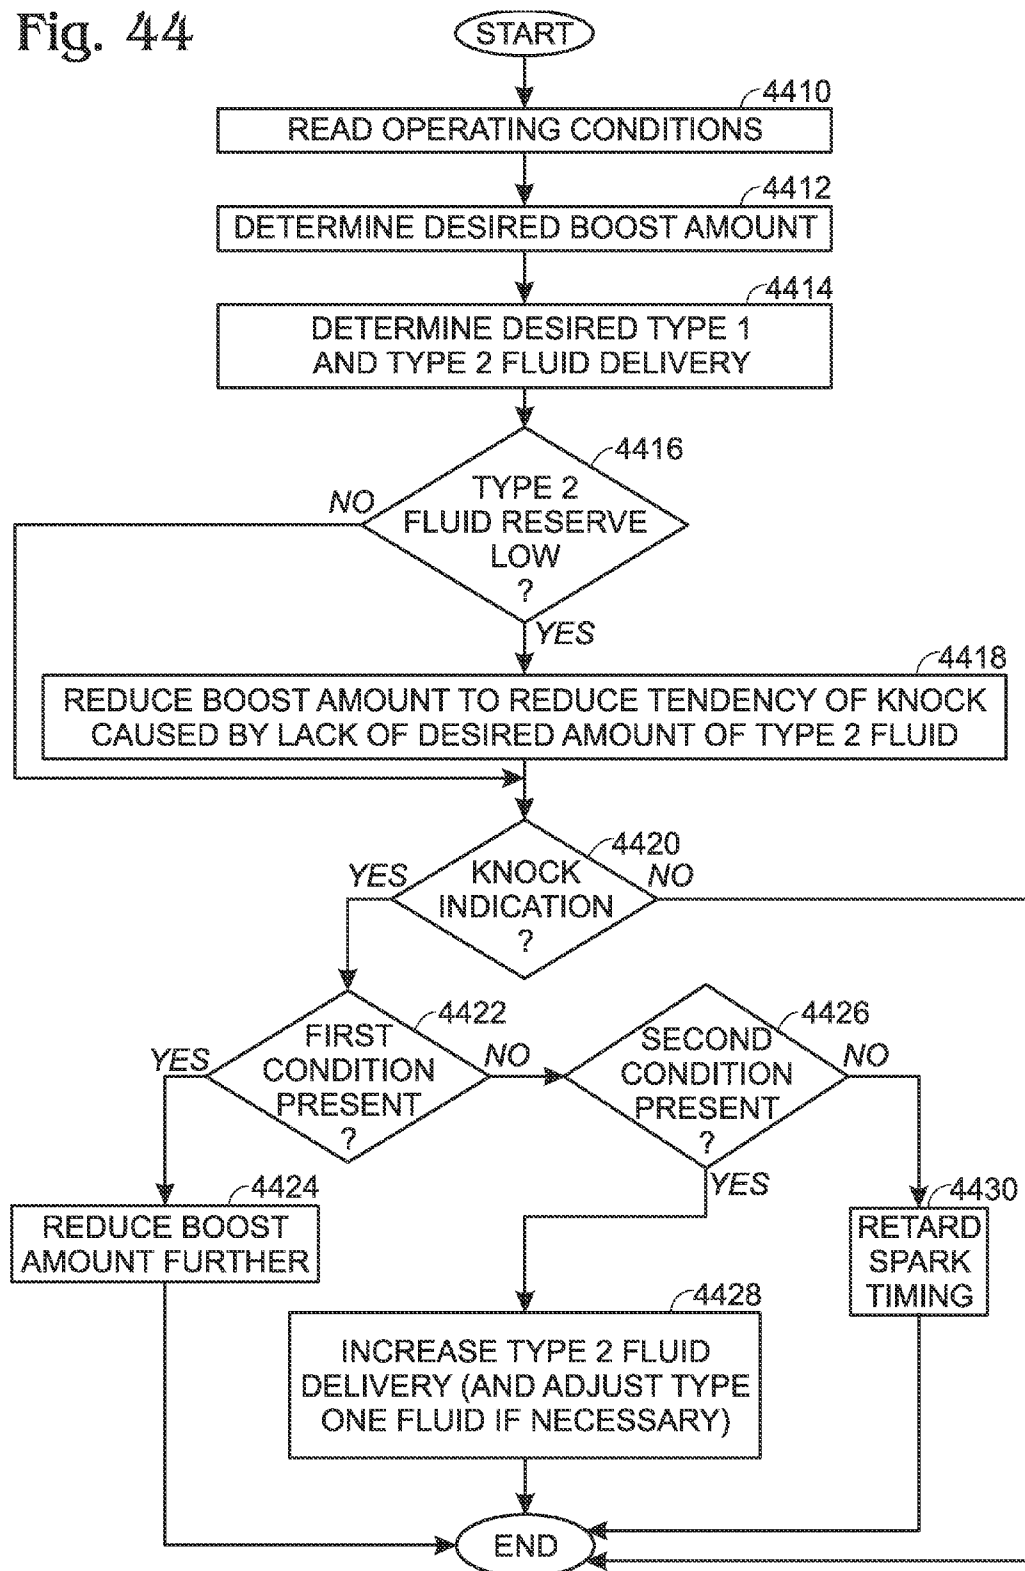 Fig. 44
START
4410
READ OPERATING CONDITIONS
4412
DETERMINE DESIRED BOOST AMOUNT
4414
DETERMINE DESIRED TYPE 1
AND TYPE 2 FLUID DELIVERY
4416
NO
TYPE 2
FLUID RESERVE
LOW
?
YES
4418
REDUCE BOOST AMOUNT TO REDUCE TENDENCY OF KNOCK
CAUSED BY LACK OF DESIRED AMOUNT OF TYPE 2 FLUID
4420
YES
KNOCK
INDICATION
?
NO
4422
YES
FIRST
CONDITION
PRESENT
?
NO
4426
SECOND
CONDITION
PRESENT
?
NO
YES
4424
REDUCE BOOST
AMOUNT FURTHER
4430
RETARD
SPARK
TIMING
4428
INCREASE TYPE 2 FLUID
DELIVERY (AND ADJUST TYPE
ONE FLUID IF NECESSARY)
END